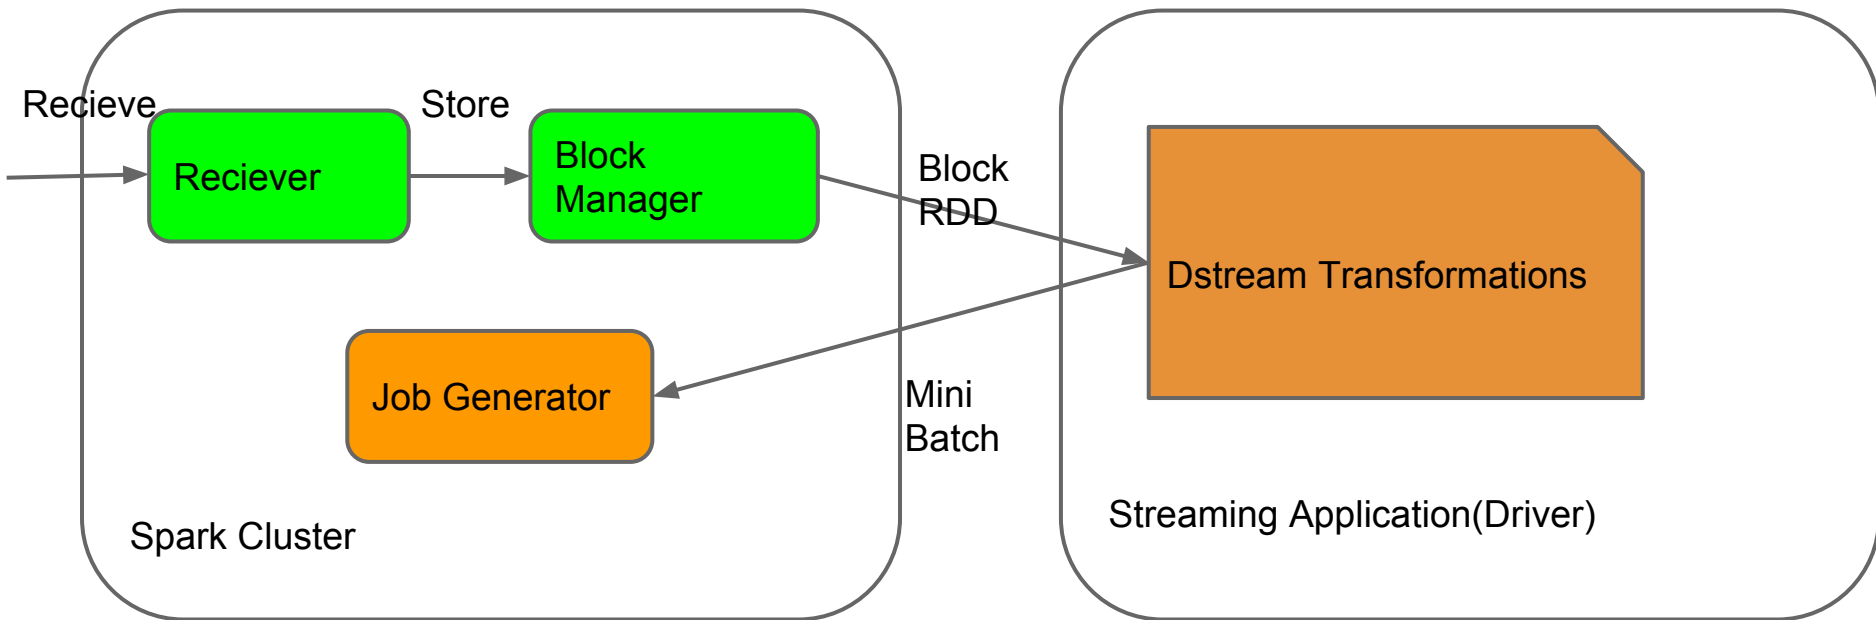 Recieve
Store
Reciever
Block
Manager
Block
RDD
Dstream Transformations
Job Generator
Mini
Batch
Spark Cluster
Streaming Application(Driver)